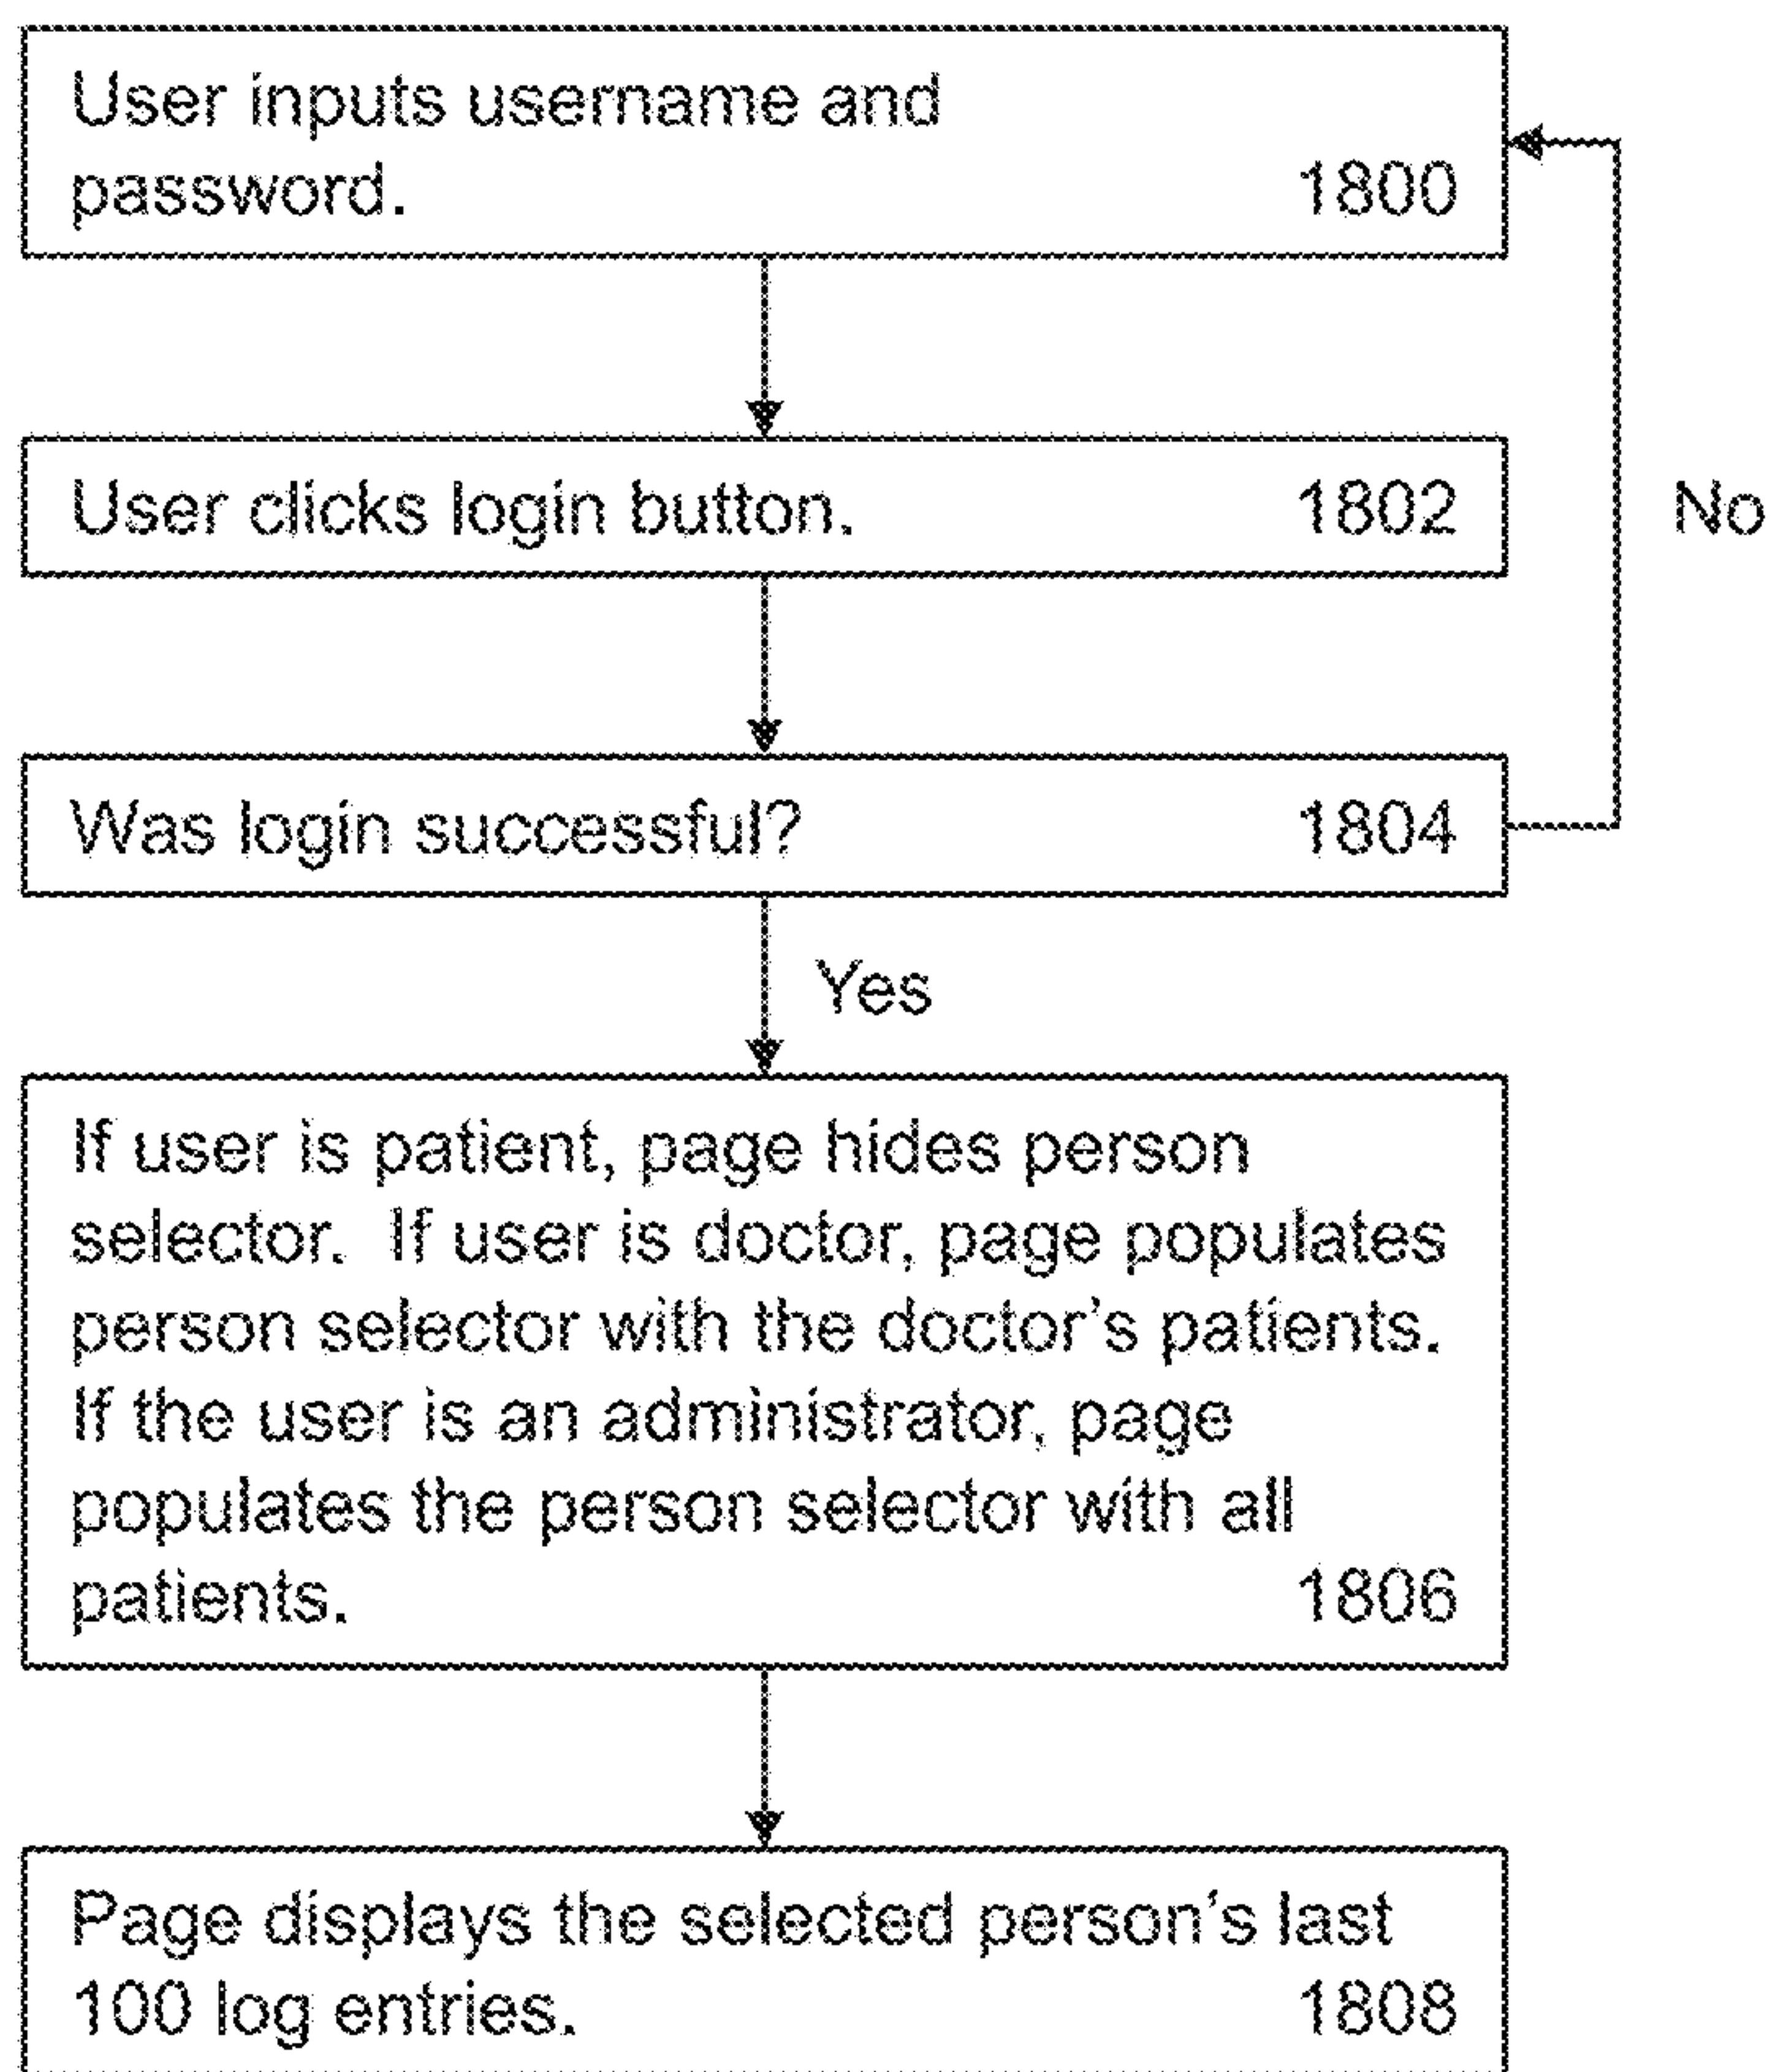 User inputs username and
password. 1800
User clicks login button. 1802
No
Was login successful? 1804
Yes
If user is patient, page hides person
selector. If user is doctor, page populates
person selector with the doctor's patients.
If the user is an administrator, page
populates the person selector with all
patients. 1806
Page displays the selected person's last
100 log entries. 1808